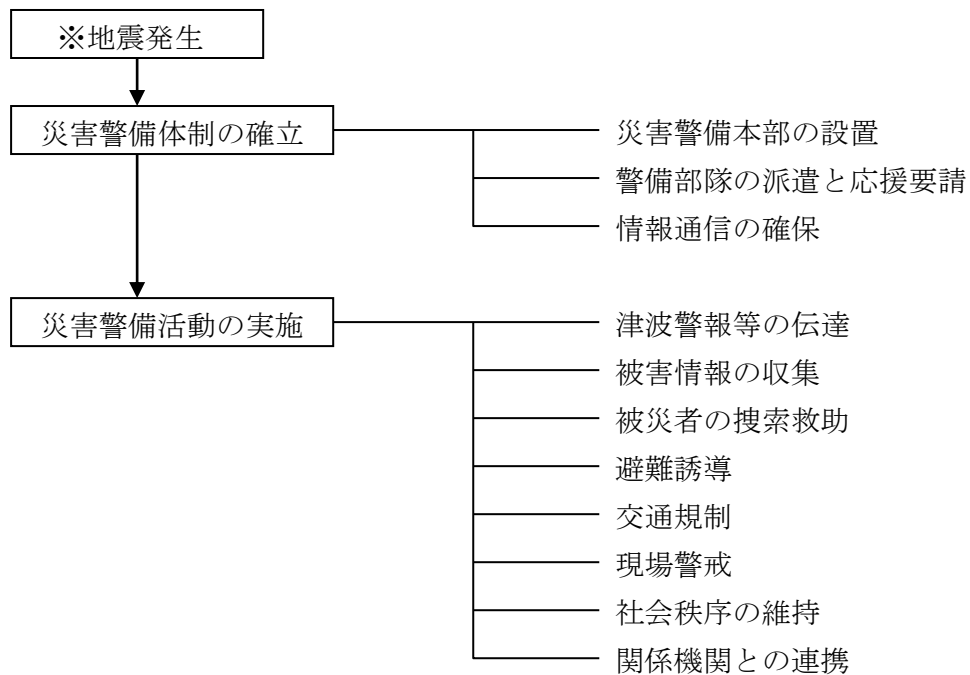 ※地震発生
災害警備体制の確立
災害警備本部の設置
警備部隊の派遣と応援要請
情報通信の確保
災害警備活動の実施
津波警報等の伝達
被害情報の収集
被災者の捜索救助
避難誘導
交通規制
現場警戒
社会秩序の維持
関係機関との連携